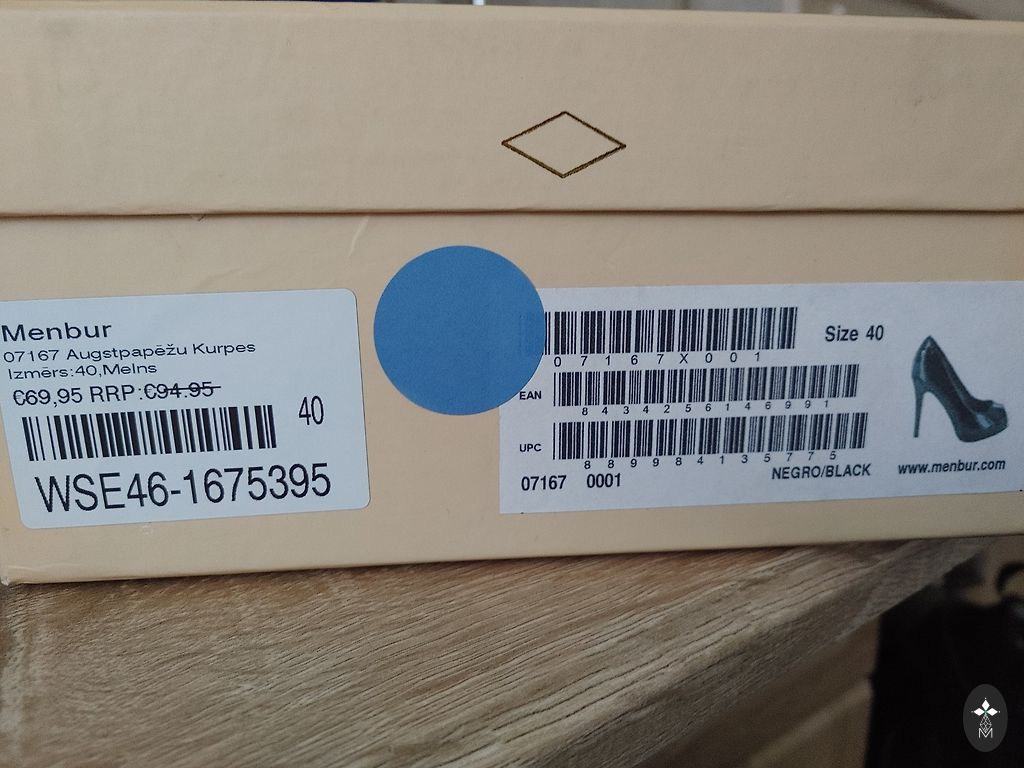 Menbur
07167 Augstpapēžu Kurpes
Izmērs:40,Melns
€69,95 RRP:€94.95
40
WSE46-1675395
07167X001
Size 40
EAN
8434256146991
UPC
889984135775
07167 0001
NEGRO/BLACK
www.menbur.com
M